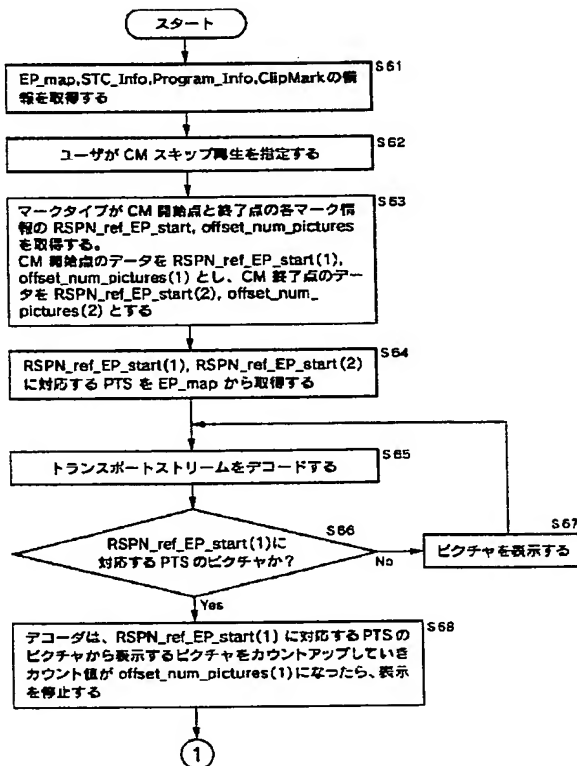 スタート
S61
EP_map,STC_Info,Program_Info,ClipMarkの情
報を取得する
S62
ユーザが CM スキップ再生を指定する
S63
マークタイプが CM 開始点と終了点の各マーク情
報の RSPN_ref_EP_start, offset_num_pictures
を取得する。
CM 開始点のデータを RSPN_ref_EP_start(1),
offset_num_pictures(1) とし、CM 終了点のデー
タを RSPN_ref_EP_start(2), offset_num_
pictures(2) とする
S64
RSPN_ref_EP_start(1), RSPN_ref_EP_start(2)
に対応する PTS を EP_map から取得する
S65
トランスポートストリームをデコードする
S66
RSPN_ref_EP_start(1)に
対応する PTS のピクチャか?
No
S67
ピクチャを表示する
Yes
S68
デコーダは、RSPN_ref_EP_start(1) に対応する PTS の
ピクチャから表示するピクチャをカウントアップしていき
カウント値が offset_num_pictures(1)になったら、表示
を停止する
1